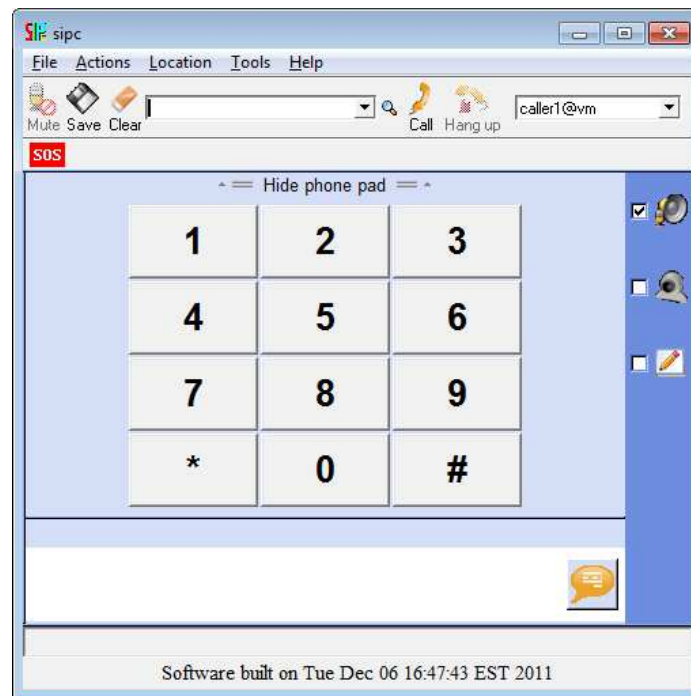 SIP sipc
File Actions Location Tools Help
Mute Save Clear Call Hang up caller1@vm
SOS
Hide phone pad
1 2 3
4 5 6
7 8 9
* 0 #
Software built on Tue Dec 06 16:47:43 EST 2011